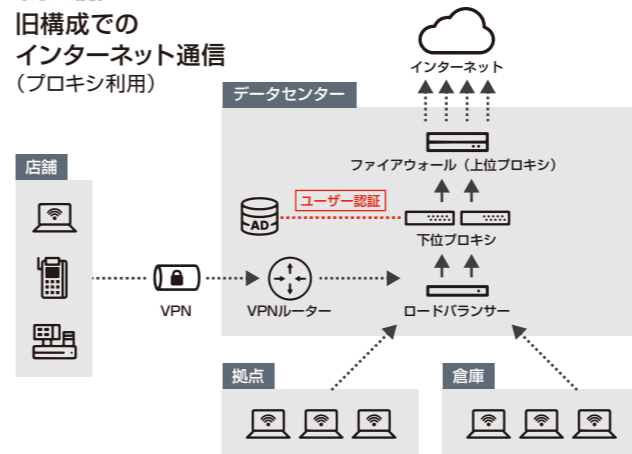 旧構成での
インターネット通信
（プロキシ利用）
インターネット
データセンター
ファイアウォール（上位プロキシ）
店舗
ユーザー認証
AD
下位プロキシ
VPN
VPNルーター
ロードバランサー
拠点
倉庫